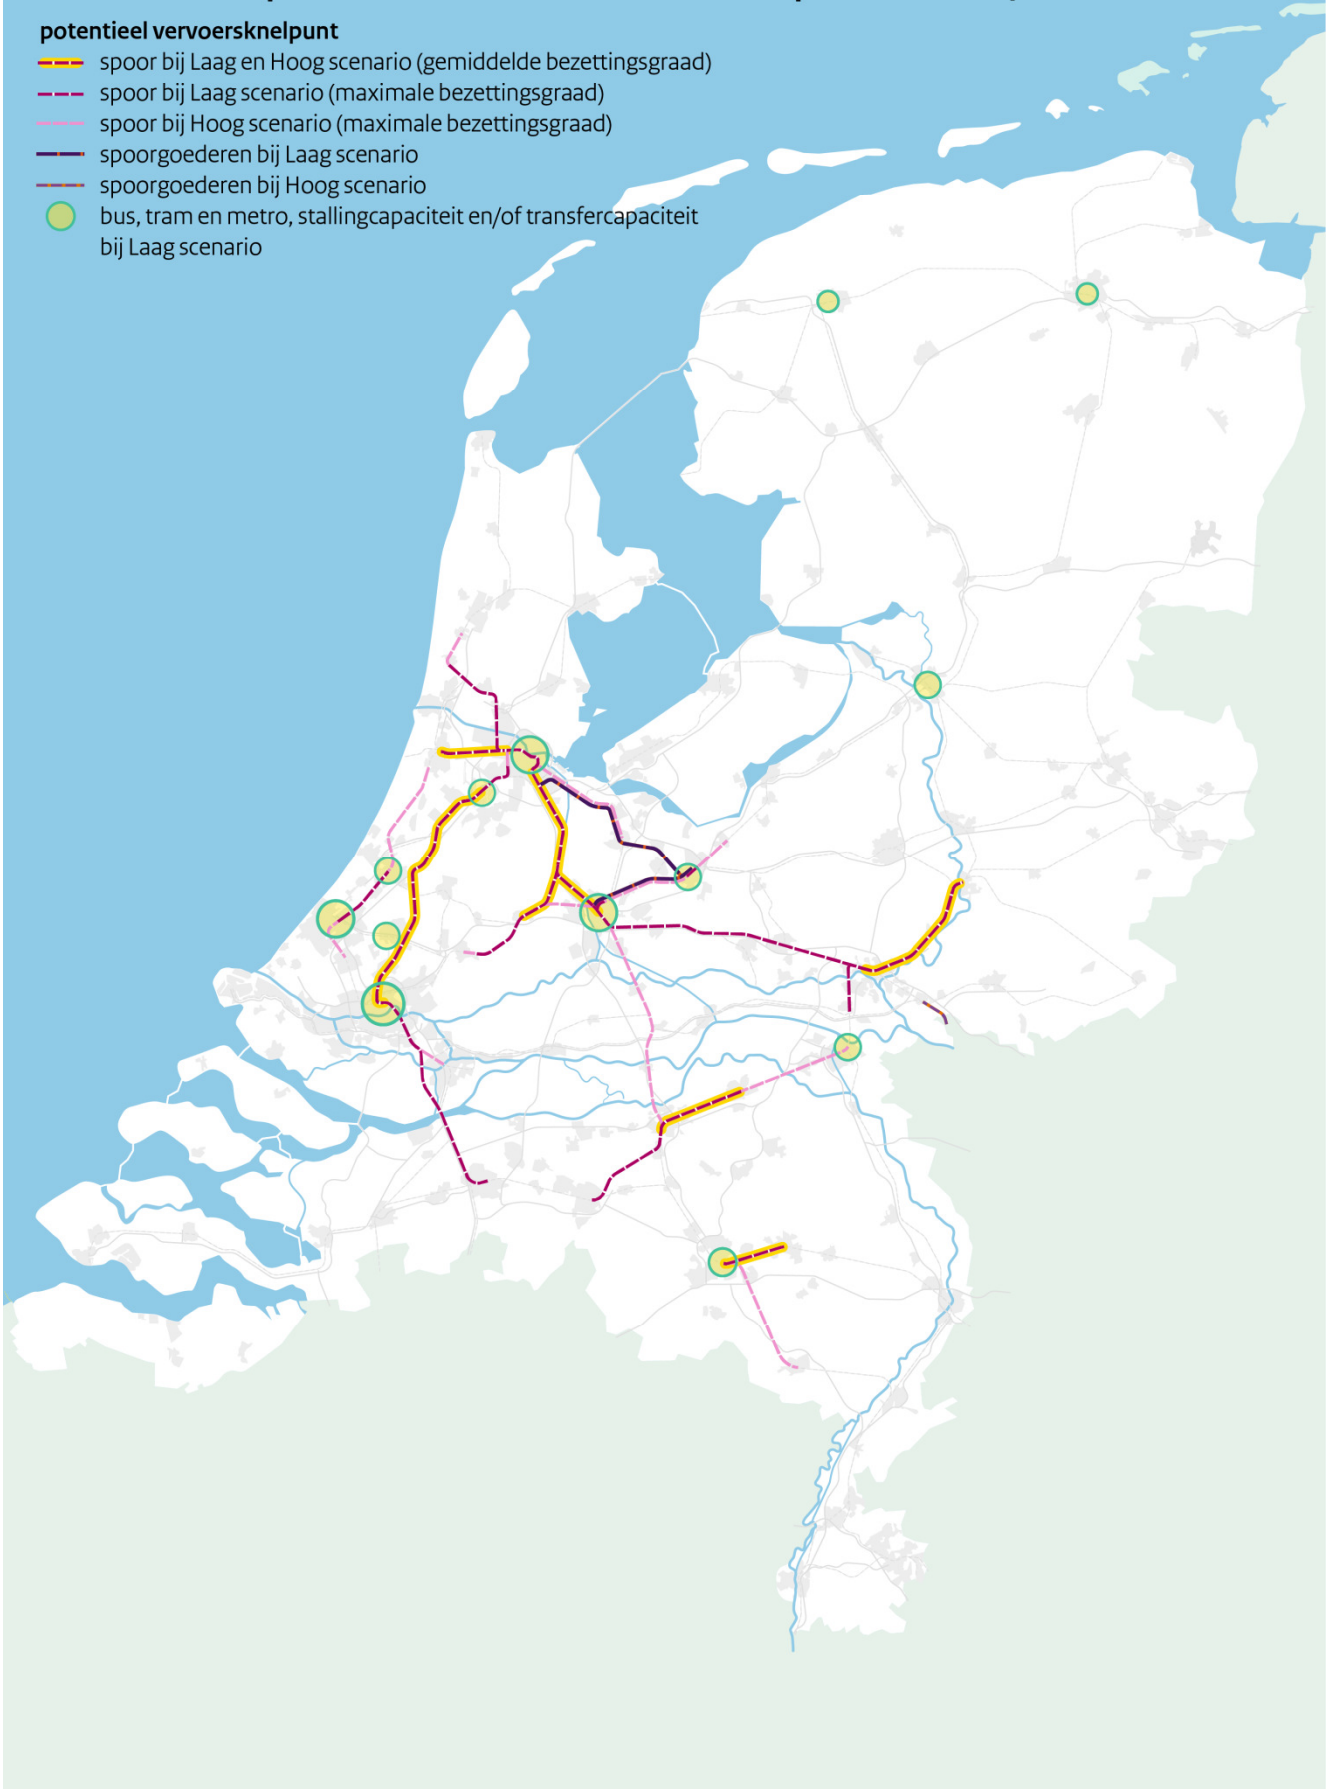 potentieel vervoersknelpunt
spoor bij Laag en Hoog scenario (gemiddelde bezettingsgraad)
spoor bij Laag scenario (maximale bezettingsgraad)
spoor bij Hoog scenario (maximale bezettingsgraad)
spoorgoederen bij Laag scenario
spoorgoederen bij Hoog scenario
bus, tram en metro, stallingcapaciteit en/of transfercapaciteit
bij Laag scenario